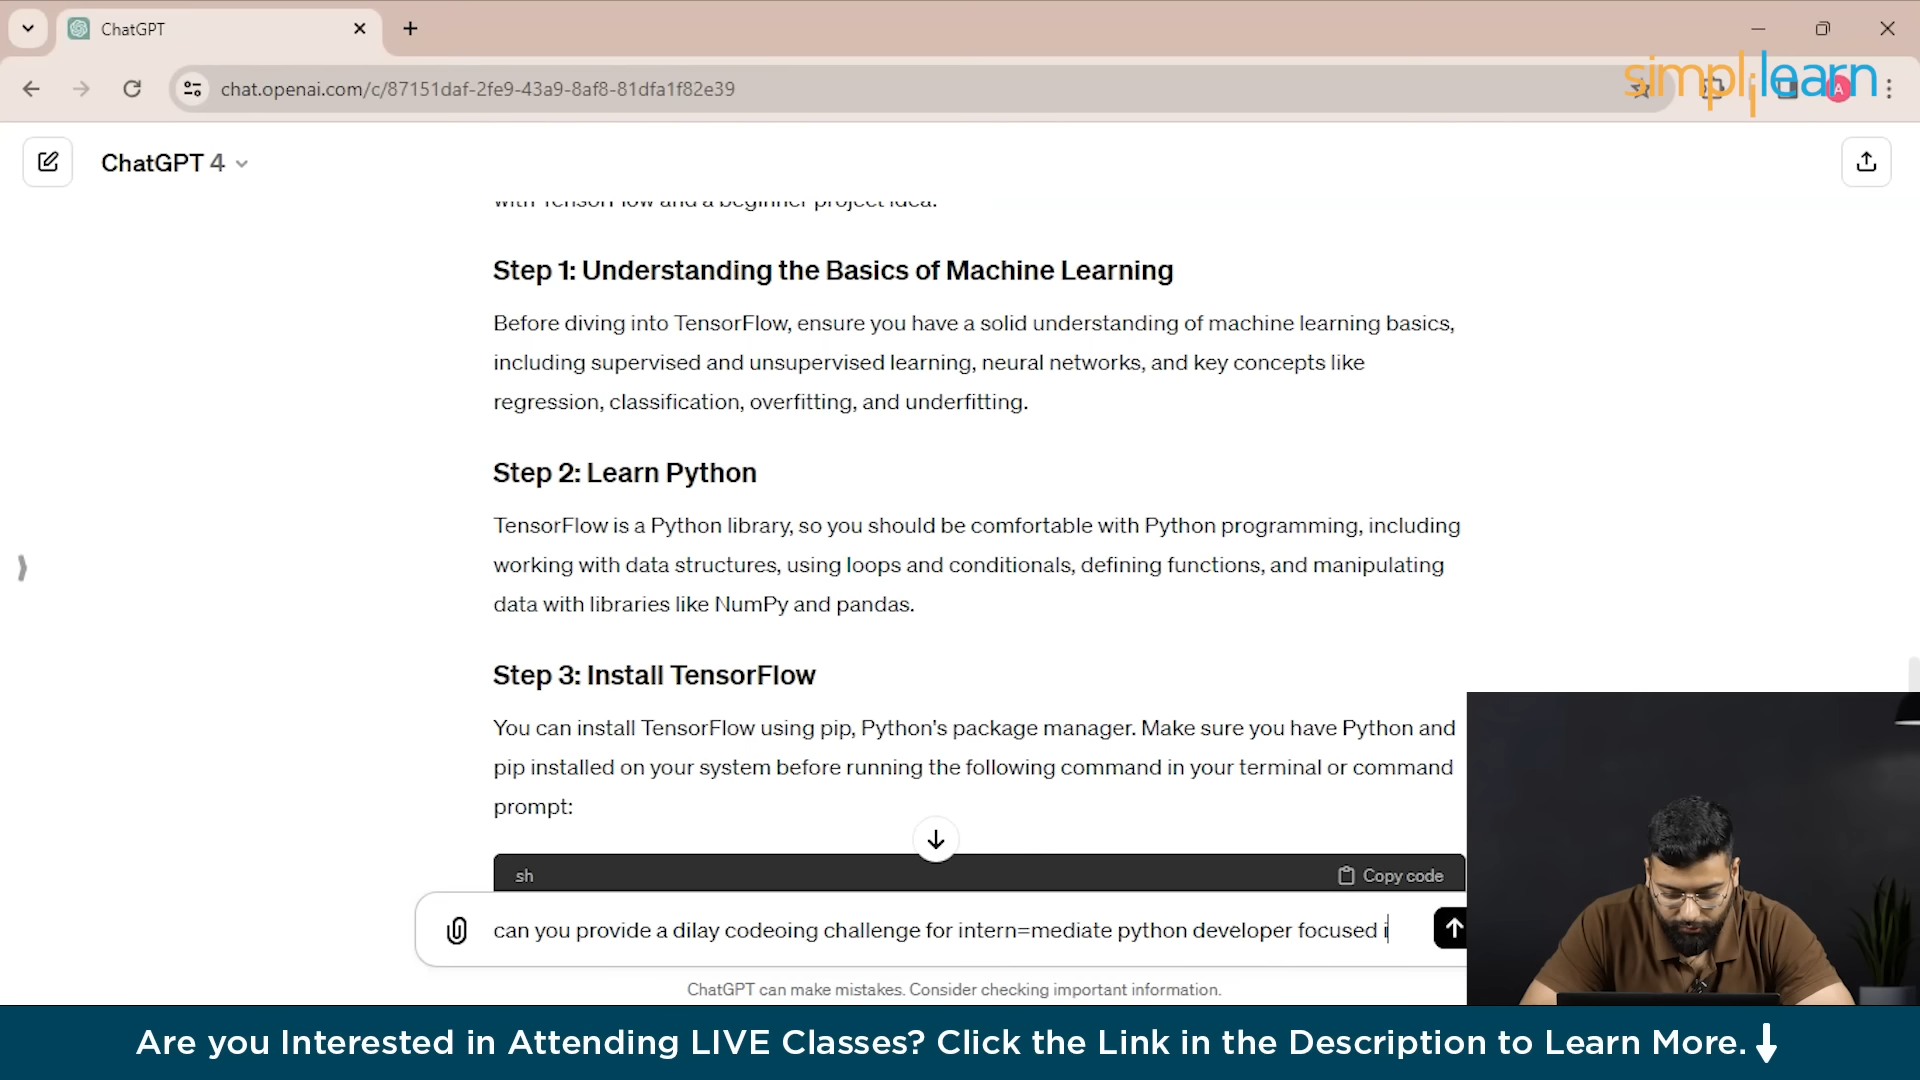 ChatGPT
simplilearn
chat.openai.com/c/87151daf-2fe9-43a9-8af8-81dfa1f82e39
A
ChatGPT 4
with TensorFlow and a beginner project idea.
Step 1: Understanding the Basics of Machine Learning
Before diving into TensorFlow, ensure you have a solid understanding of machine learning basics,
including supervised and unsupervised learning, neural networks, and key concepts like
regression, classification, overfitting, and underfitting.
Step 2: Learn Python
TensorFlow is a Python library, so you should be comfortable with Python programming, including
working with data structures, using loops and conditionals, defining functions, and manipulating
data with libraries like NumPy and pandas.
Step 3: Install TensorFlow
You can install TensorFlow using pip, Python's package manager. Make sure you have Python and
pip installed on your system before running the following command in your terminal or command
prompt:
sh
Copy code
can you provide a dilay codeoing challenge for intern=mediate python developer focused i
ChatGPT can make mistakes. Consider checking important information.
Are you Interested in Attending LIVE Classes? Click the Link in the Description to Learn More.